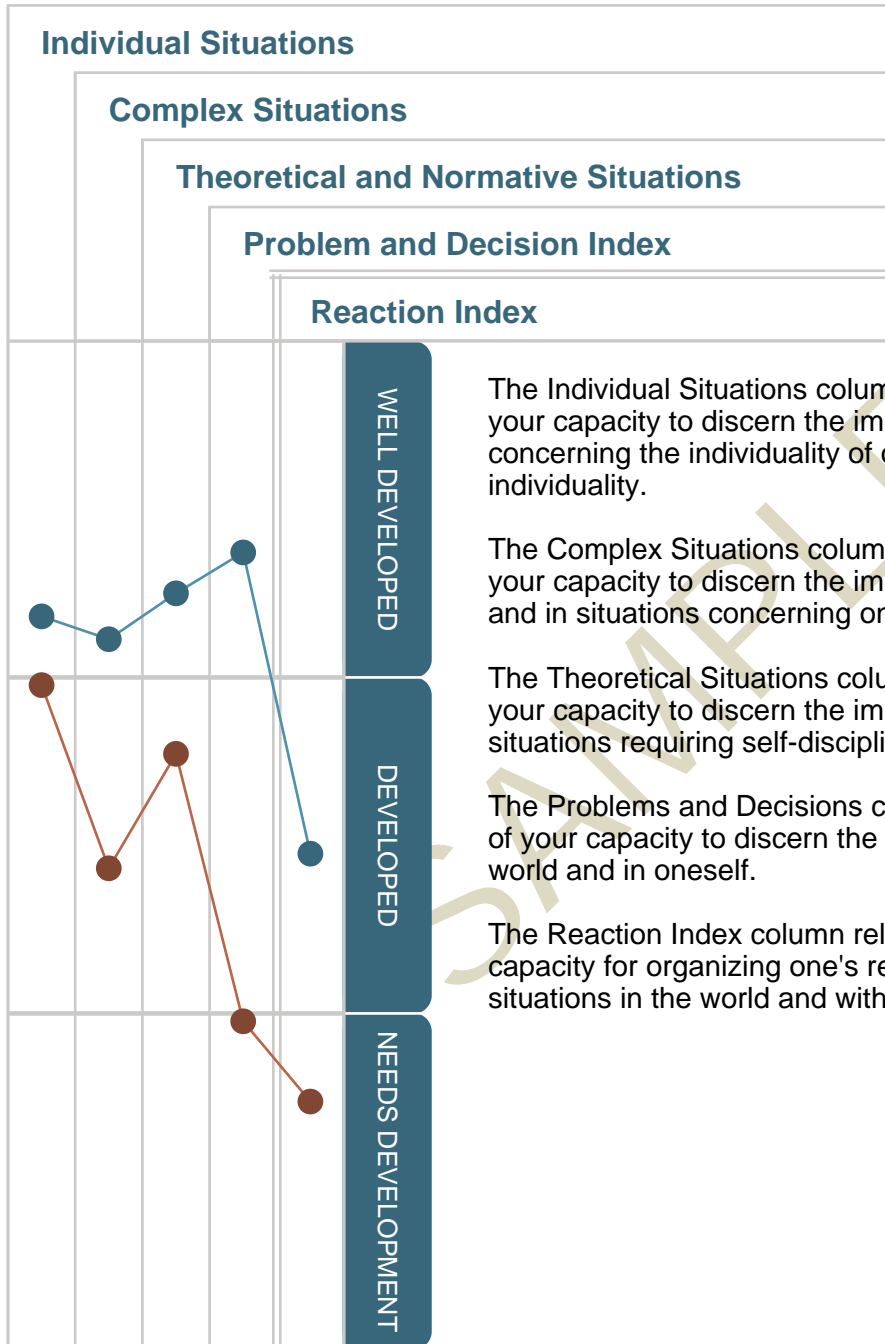 Individual Situations
Complex Situations
Theoretical and Normative Situations
Problem and Decision Index
Reaction Index
WELL DEVELOPED
DEVELOPED
NEEDS DEVELOPMENT
The Individual Situations colum
your capacity to discern the im
concerning the individuality of
individuality.
The Complex Situations colum
your capacity to discern the im
and in situations concerning
The Theoretical Situations colu
your capacity to discern the im
situations requiring self-discipli
The Problems and Decisions c
of your capacity to discern the
world and in oneself.
The Reaction Index column rel
capacity for organizing one's re
situations in the world and with
SAMPLE